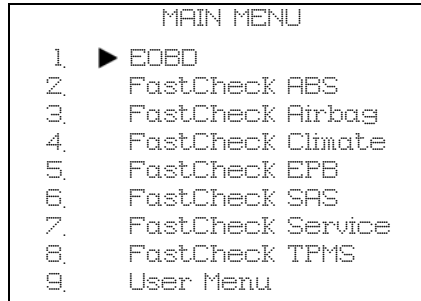 MAIN MENU
1. ▶ EOBD
2. FastCheck ABS
3. FastCheck Airbag
4. FastCheck Climate
5. FastCheck EPB
6. FastCheck SAS
7. FastCheck Service
8. FastCheck TPMS
9. User Menu